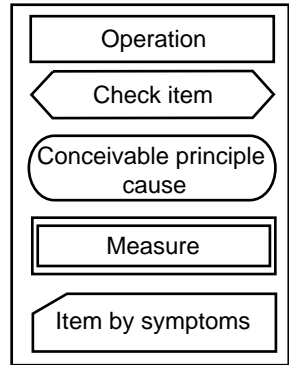 Operation
Check item
Conceivable principle
cause
Measure
Item by symptoms